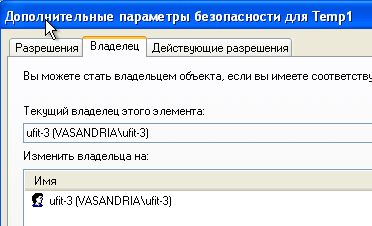 Дополнительные параметры безопасности для Temp1
Разрешения Владелец Действующие разрешения
Вы можете стать владельцем объекта, если вы имеете соответству
Текущий владелец этого элемента:
ufit-3 (VASANDRIA\ufit-3)
Изменить владельца на:
Имя
ufit-3 (VASANDRIA\ufit-3)